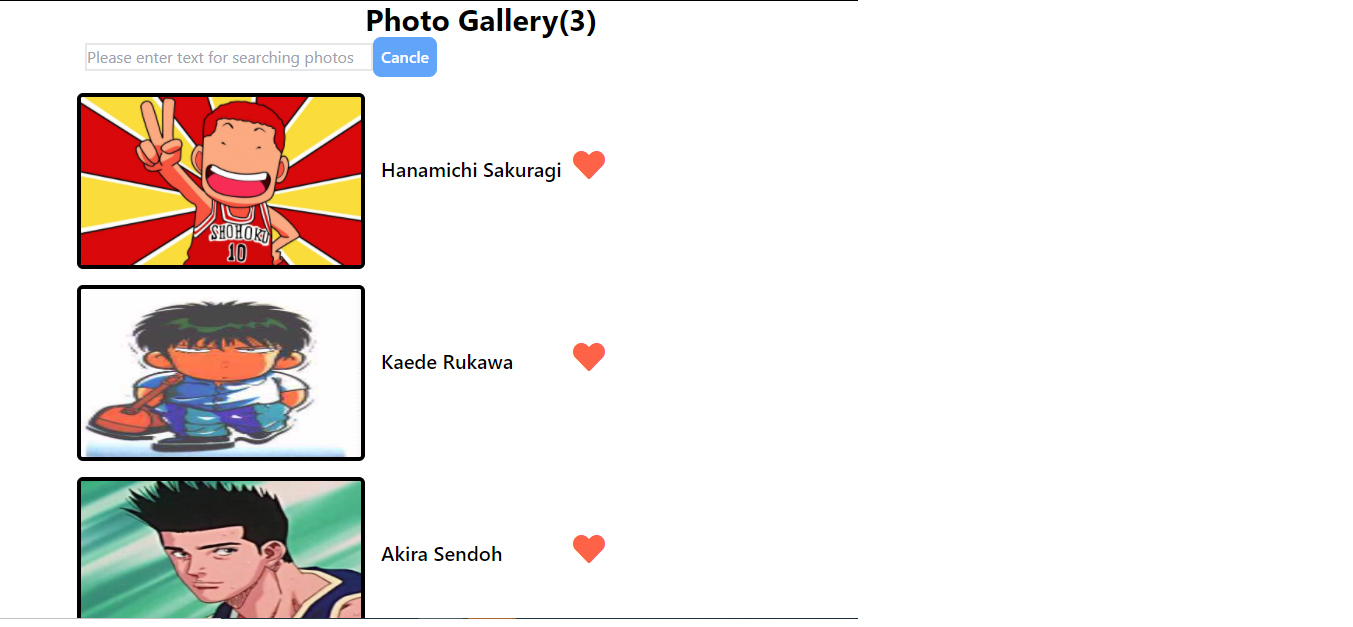 Photo Gallery(3)
Please enter text for searching photos Cancle
SHOHOKU
10
Hanamichi Sakuragi
Kaede Rukawa
Akira Sendoh